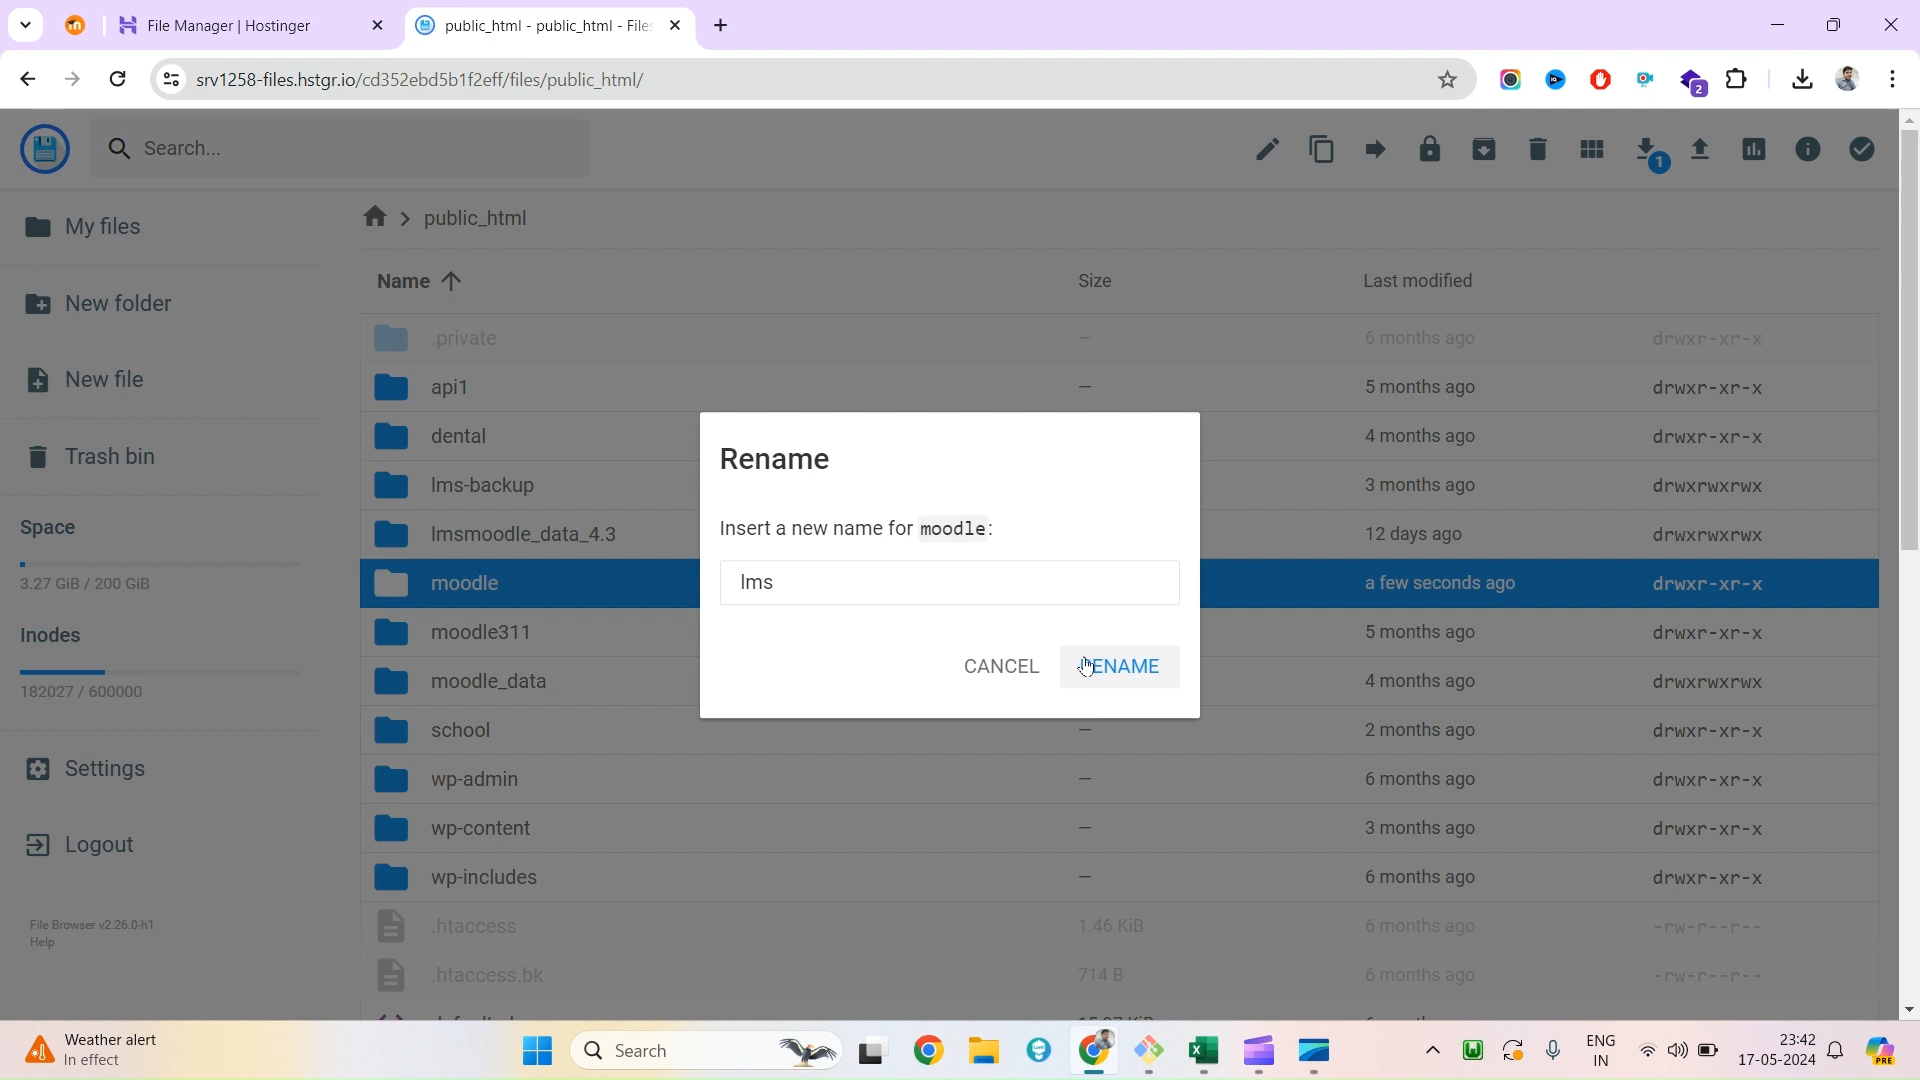 File Manager | Hostinger
public_html - public_html - Files
srv1258-files.hstgr.io/cd352ebd5b1f2eff/files/public_html/
2
Search...
1
My files
New folder
New file
Trash bin
Space
3.27 GiB / 200 GiB
Inodes
182027 / 600000
Settings
Logout
File Browser v2.26.0-h1
Help
public_html
Name Size Last modified
.private — 6 months ago drwxr-xr-x
api1 — 5 months ago drwxr-xr-x
dental 4 months ago drwxr-xr-x
lms-backup 3 months ago drwxrwxrwx
lmsmoodle_data_4.3 12 days ago drwxrwxrwx
moodle a few seconds ago drwxr-xr-x
moodle311 5 months ago drwxr-xr-x
moodle_data 4 months ago drwxrwxrwx
school — 2 months ago drwxr-xr-x
wp-admin — 6 months ago drwxr-xr-x
wp-content — 3 months ago drwxr-xr-x
wp-includes — 6 months ago drwxr-xr-x
.htaccess 1.46 KiB 6 months ago -rw-r--r--
.htaccess.bk 714 B 6 months ago -rw-r--r--
Rename
Insert a new name for moodle:
lms
CANCEL RENAME
Weather alert
In effect
Search
ENG
IN
23:42
17-05-2024
PRE